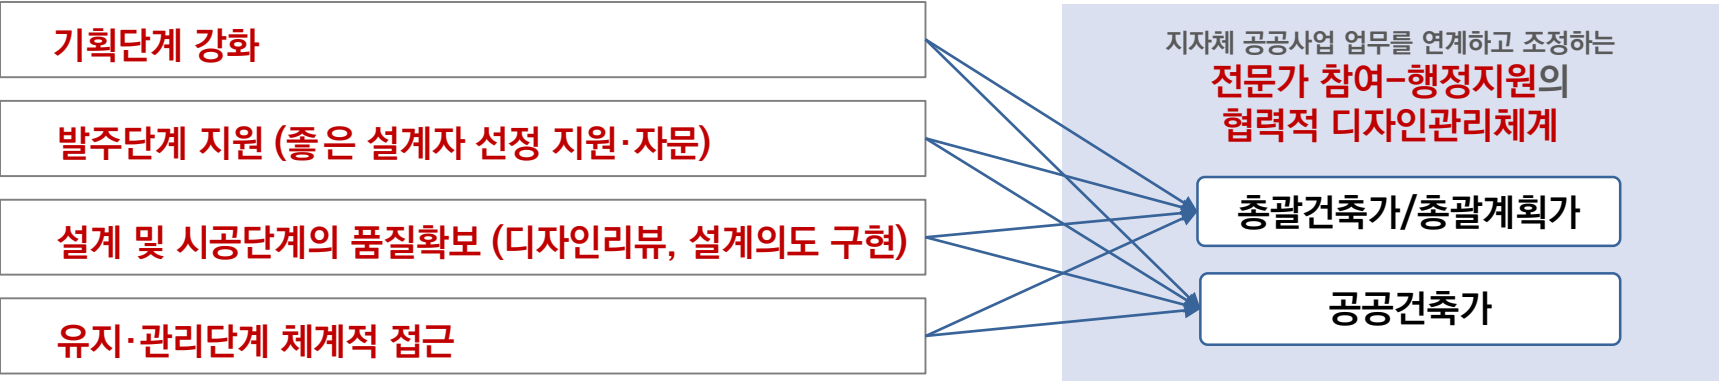 기획단계 강화
발주단계 지원 (좋은 설계자 선정 지원·자문)
설계 및 시공단계의 품질확보 (디자인리뷰, 설계의도 구현)
유지·관리단계 체계적 접근
지자체 공공사업 업무를 연계하고 조정하는
전문가 참여-행정지원의
협력적 디자인관리체계
총괄건축가/총괄계획가
공공건축가